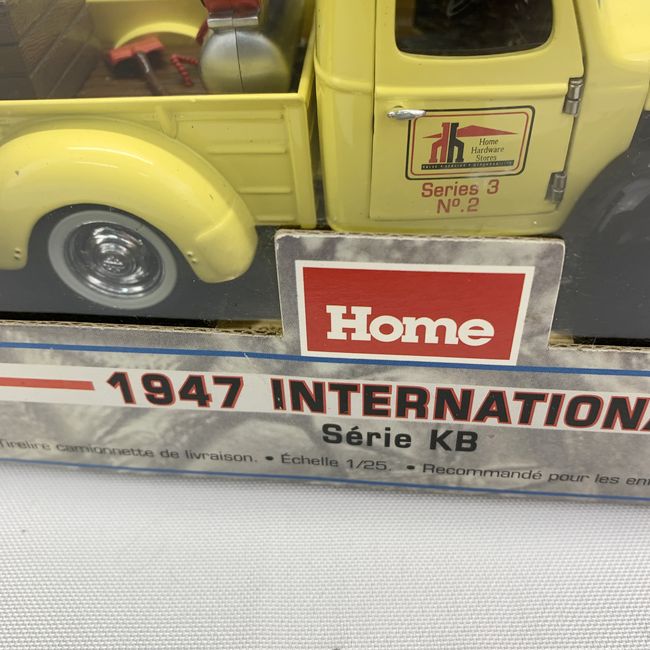 Home
Hardware
Stores
Series 3
Nº.2
Home
1947 INTERNATIONA
Série KB
Tirelire camionnette de livraison. • Échelle 1/25. • Recommandé pour les en